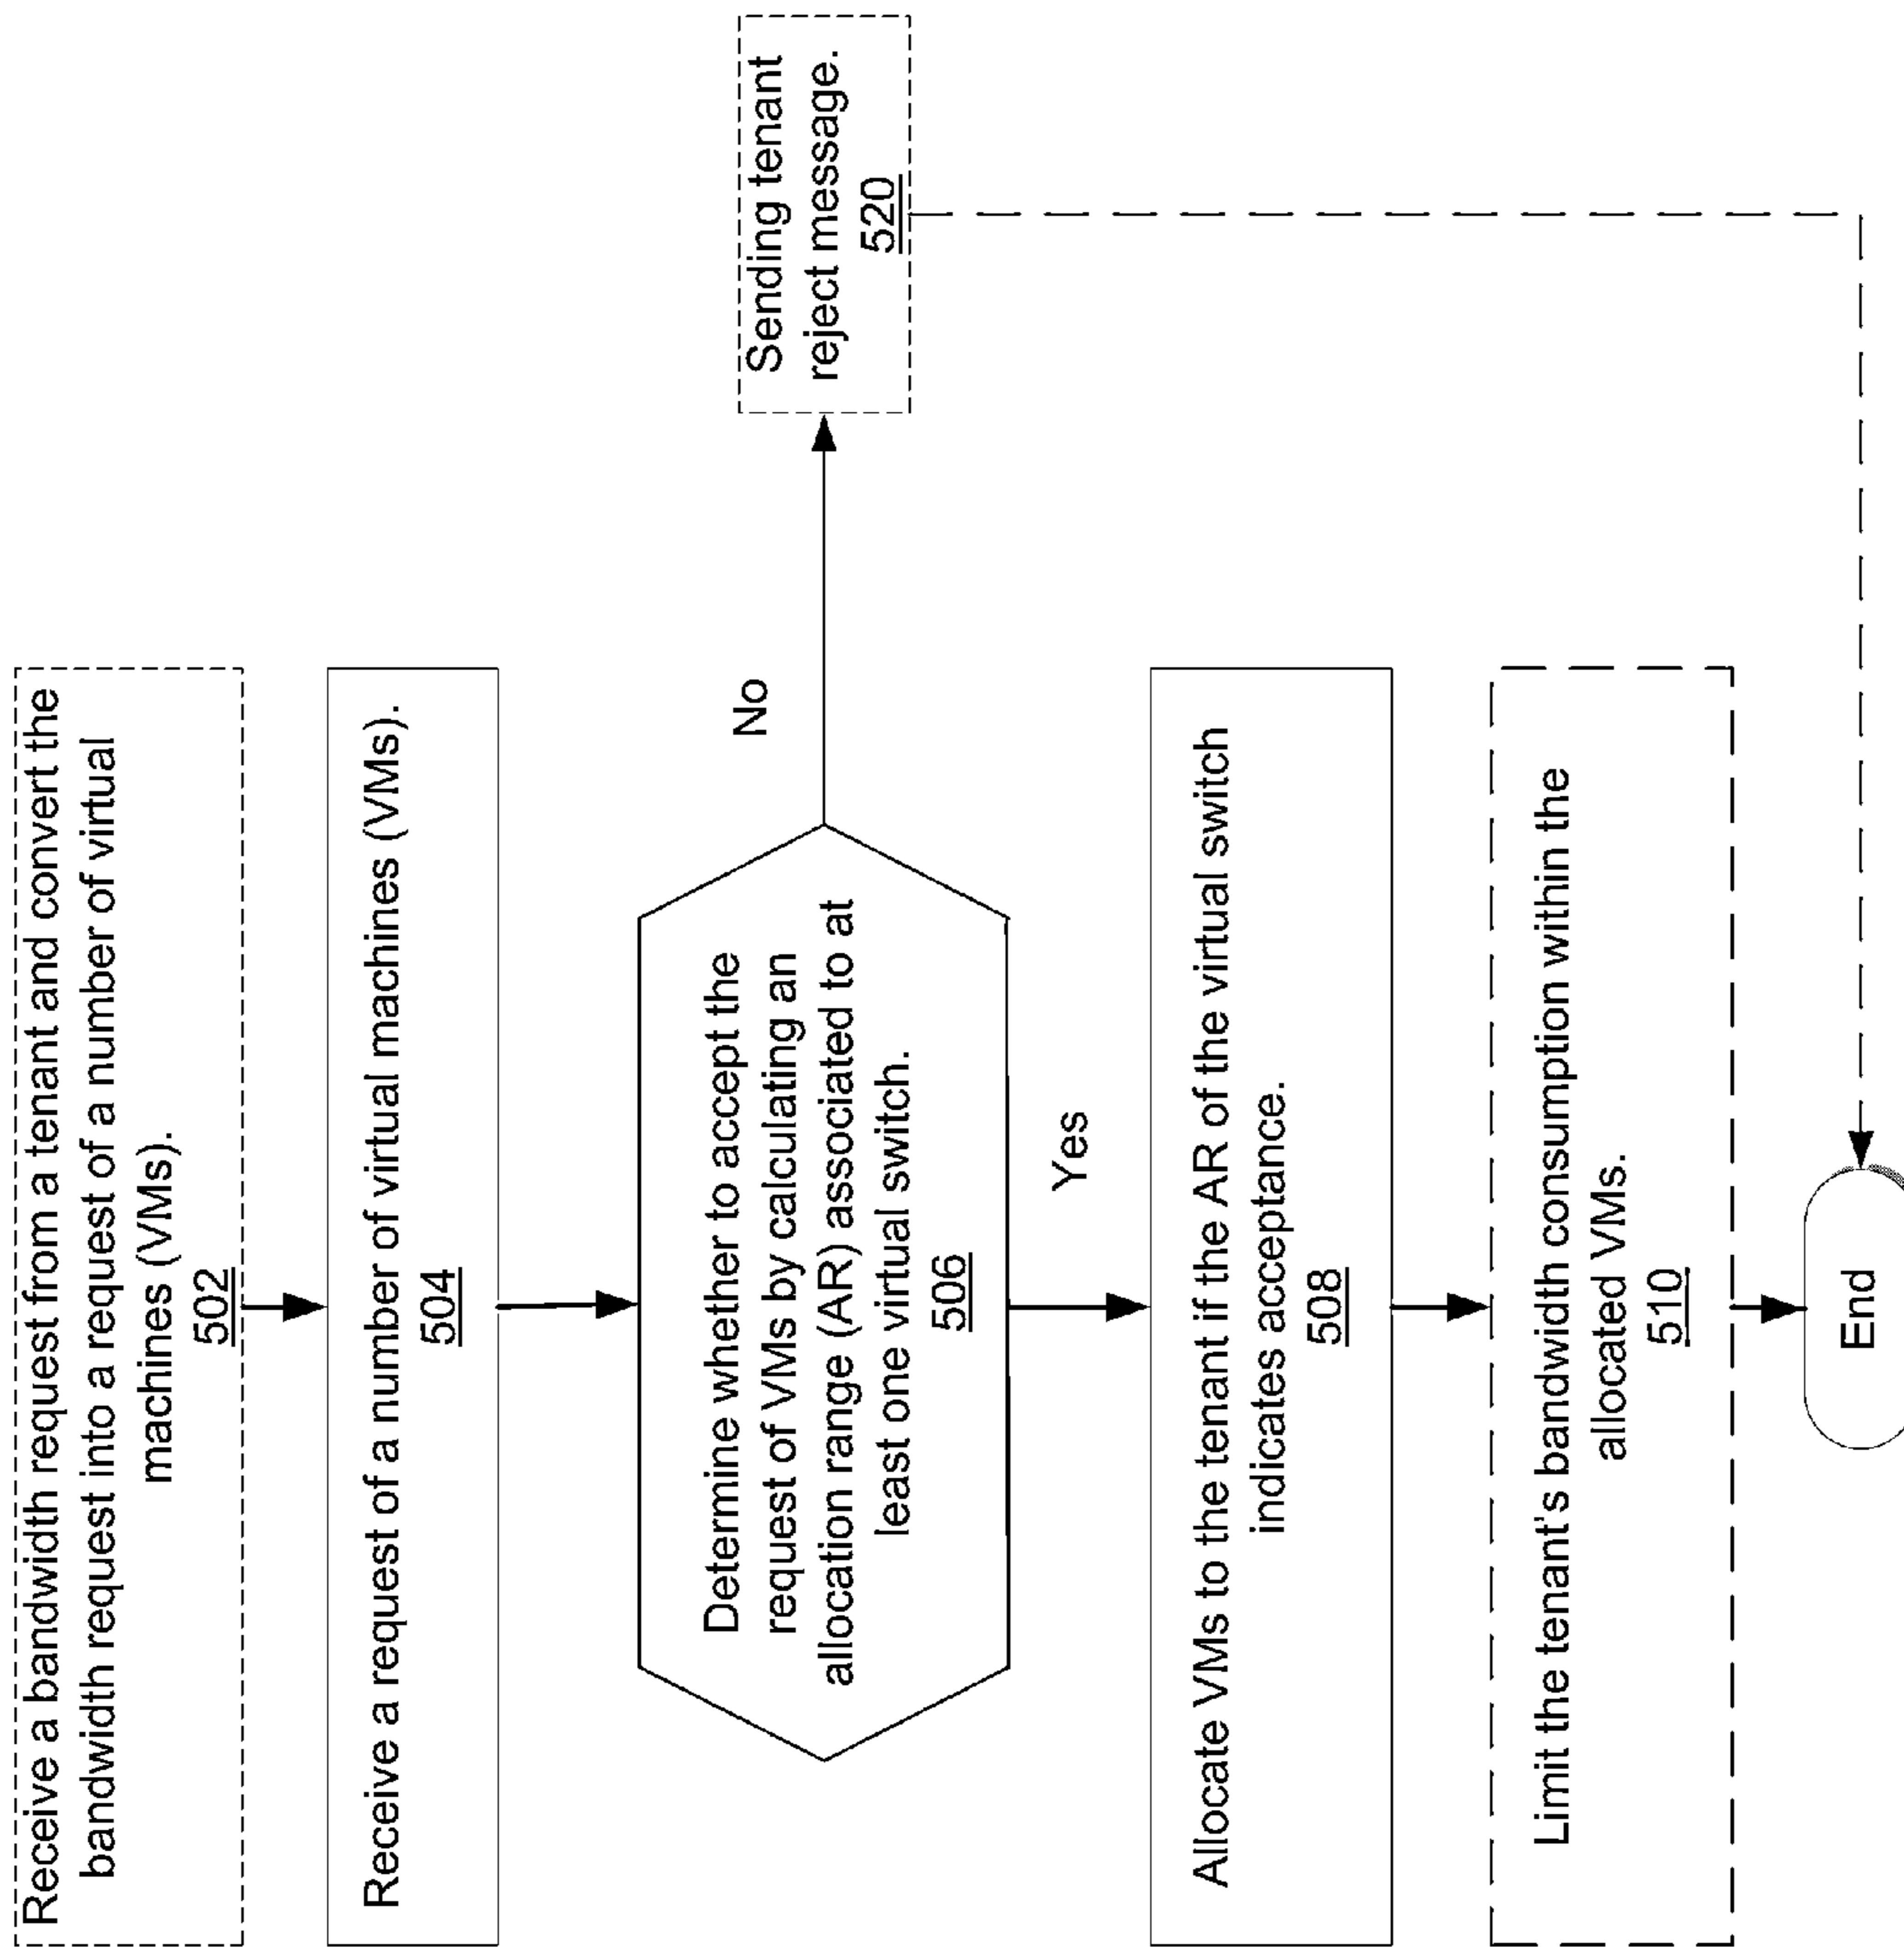 Receive a bandwidth request from a tenant and convert the
bandwidth request into a request of a number of virtual
machines (VMs).
502
Receive a request of a number of virtual machines (VMs).
504
Determine whether to accept the
request of VMs by calculating an
allocation range (AR) associated to at
least one virtual switch.
506
No
Sending tenant
reject message.
520
Yes
Allocate VMs to the tenant if the AR of the virtual switch
indicates acceptance.
508
Limit the tenant's bandwidth consumption within the
allocated VMs.
510
End